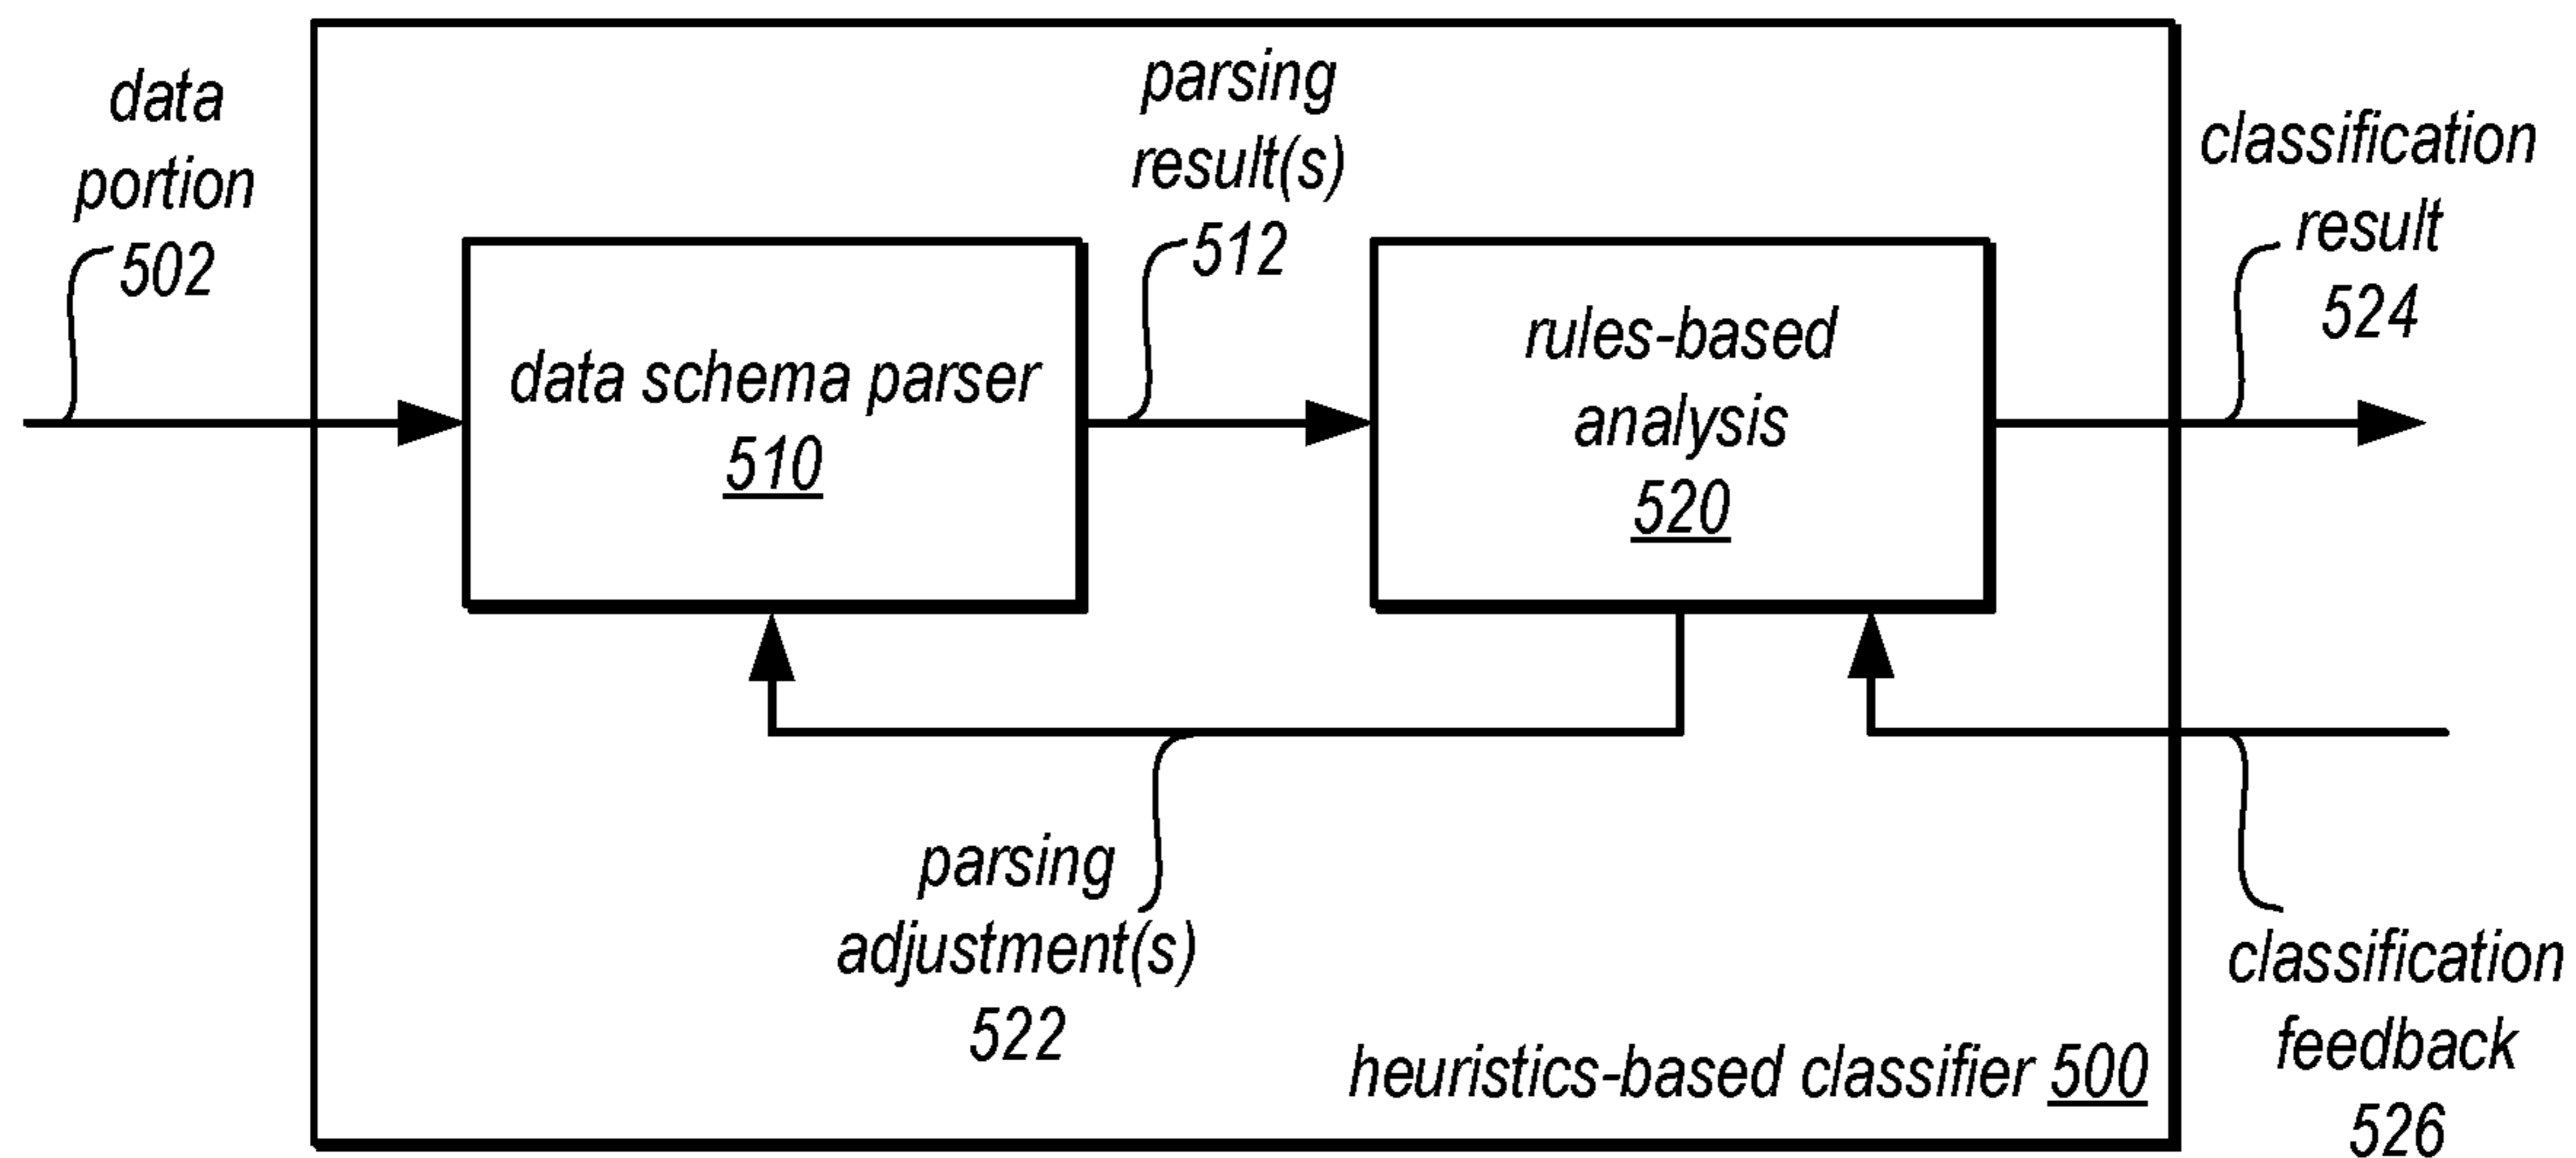 data
portion
502
parsing
result(s)
512
classification
result
524
data schema parser
510
rules-based
analysis
520
parsing
adjustment(s)
522
classification
feedback
526
heuristics-based classifier 500